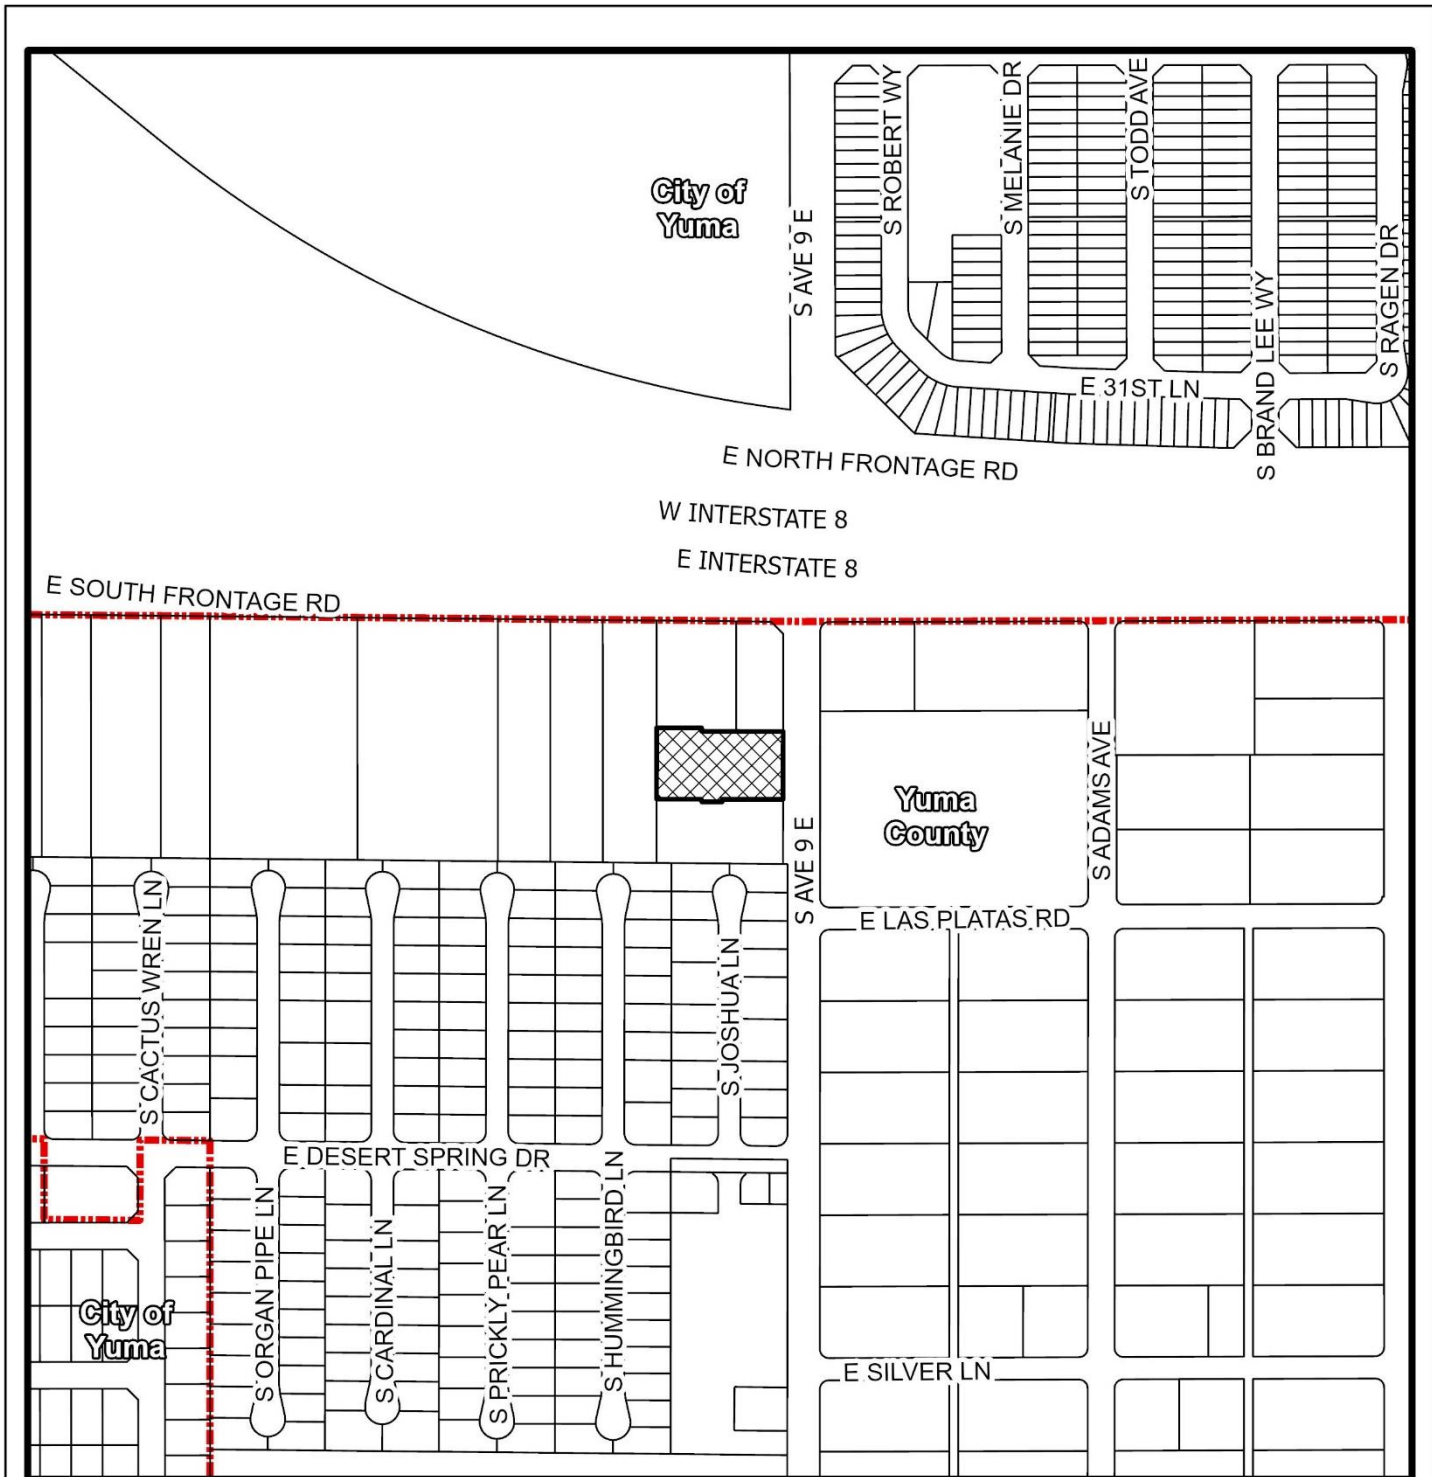 S ROBERT WY
S MELANIE DR
S TODD AVE
City of
Yuma
S AVE 9 E
S BRAND LEE WY
S RAGEN DR
E 31ST LN
E NORTH FRONTAGE RD
W INTERSTATE 8
E INTERSTATE 8
E SOUTH FRONTAGE RD
Yuma
County
S ADAMS AVE
S AVE 9 E
E LAS PLATAS RD
S CACTUS WREN LN
S JOSHUA LN
E DESERT SPRING DR
S ORGAN PIPE LN
S CARDINAL LN
S PRICKLY PEAR LN
S HUMMINGBIRD LN
City of
Yuma
E SILVER LN